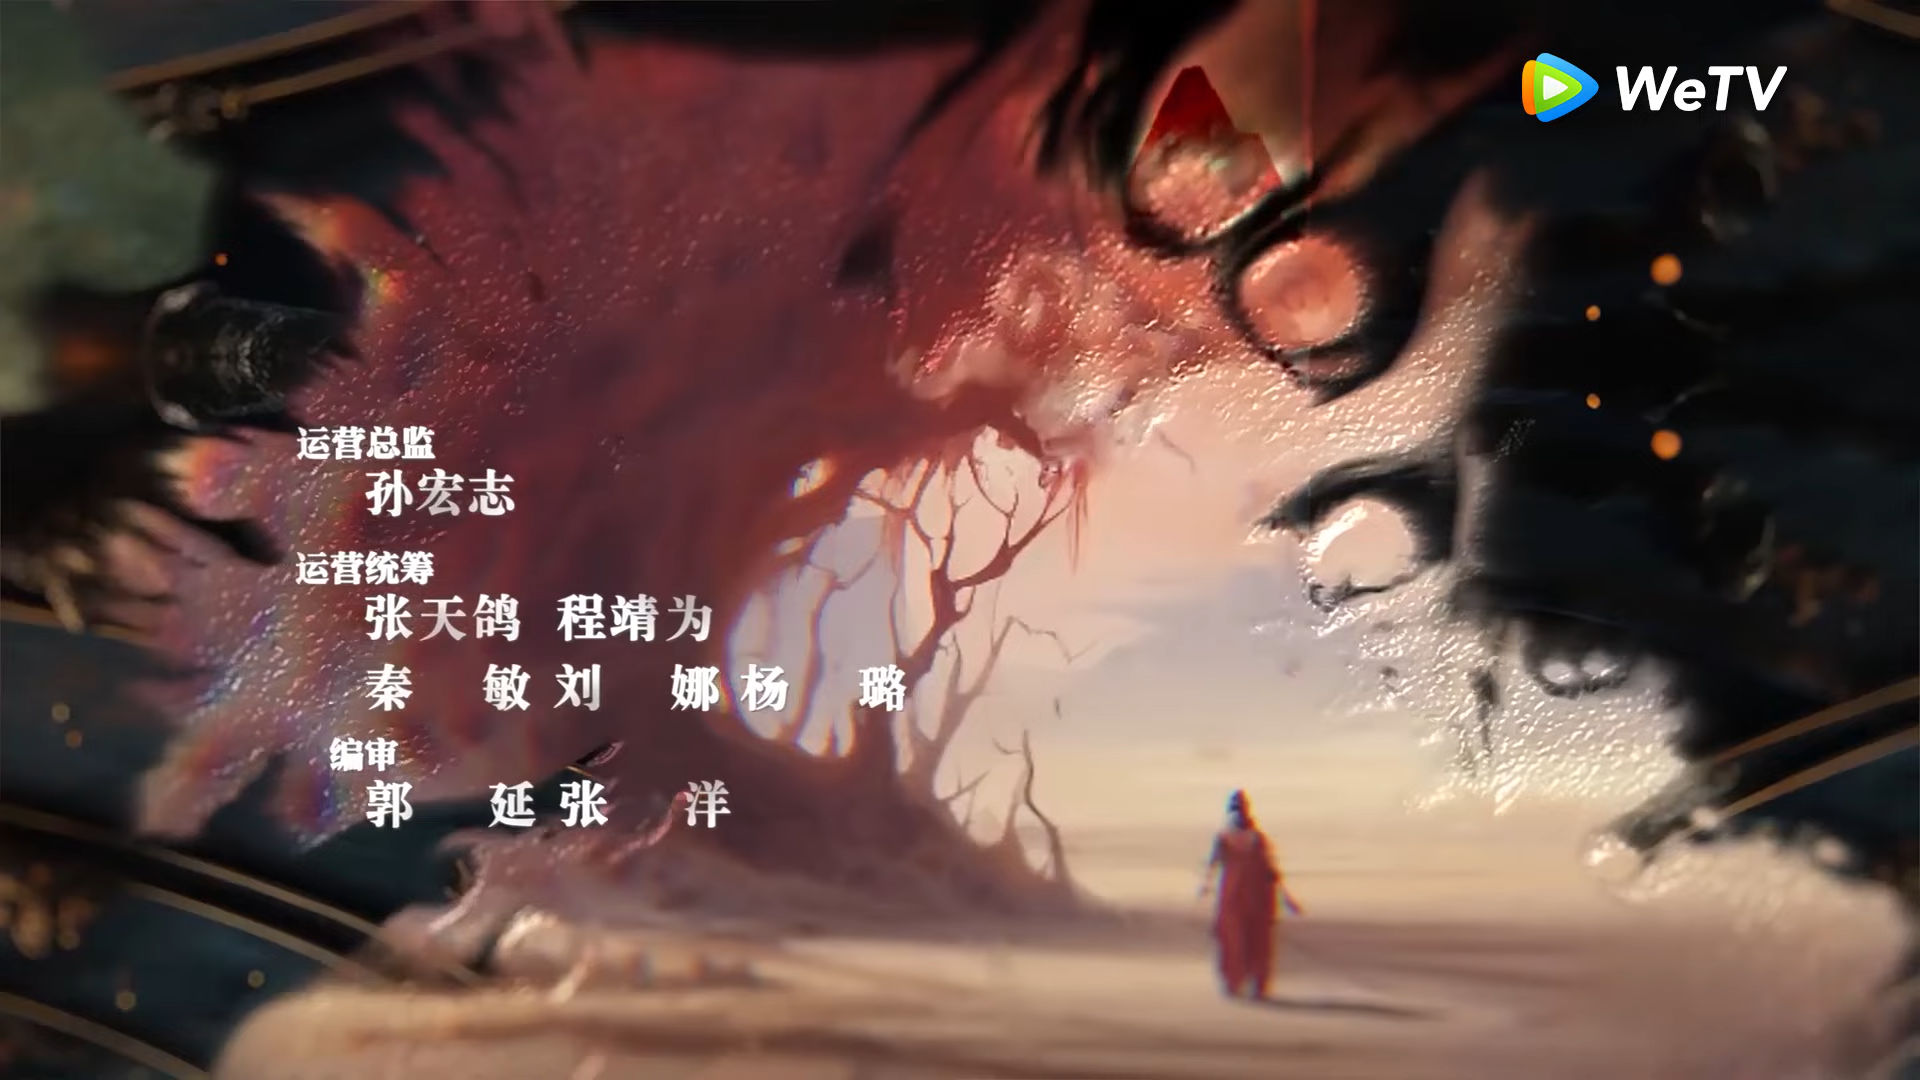 WeTV
运营总监
孙宏志
运营统筹
张天鸽 程靖为
秦 敏 刘 娜 杨 璐
编审
郭 延 张 洋